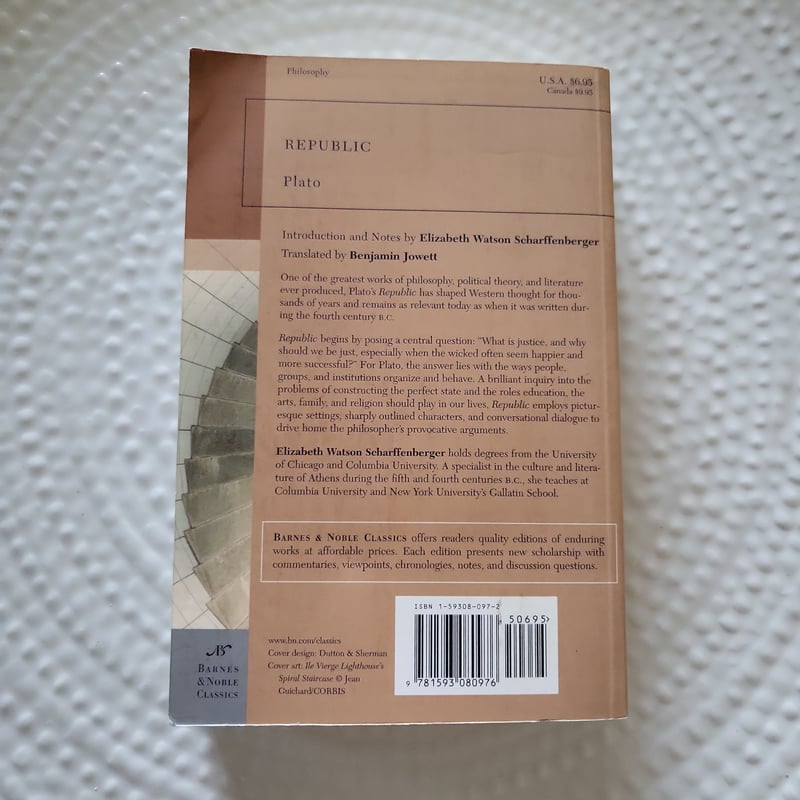 Philosophy
U.S.A. $6.95
Canada $9.95
REPUBLIC
Plato
Introduction and Notes by Elizabeth Watson Scharffenberger
Translated by Benjamin Jowett
One of the greatest works of philosophy, political theory, and literature
ever produced, Plato's Republic has shaped Western thought for thou-
sands of years and remains as relevant today as when it was written dur-
ing the fourth century B.C.
Republic begins by posing a central question: "What is justice, and why
should we be just, especially when the wicked often seem happier and
more successful?" For Plato, the answer lies with the ways people,
groups, and institutions organize and behave. A brilliant inquiry into the
problems of constructing the perfect state and the roles education, the
arts, family, and religion should play in our lives, Republic employs pictur-
esque settings, sharply outlined characters, and conversational dialogue to
drive home the philosopher's provocative arguments.
Elizabeth Watson Scharffenberger holds degrees from the University
of Chicago and Columbia University. A specialist in the culture and litera-
ture of Athens during the fifth and fourth centuries B.C., she teaches at
Columbia University and New York University's Gallatin School.
BARNES & NOBLE CLASSICS offers readers quality editions of enduring
works at affordable prices. Each edition presents new scholarship with
commentaries, viewpoints, chronologies, notes, and discussion questions.
www.bn.com/classics
Cover design: Dutton & Sherman
Cover art: Ile Vierge Lighthouse's
Spiral Staircase © Jean
Guichard/CORBIS
ISBN 1-59308-097-2
50695>
9 781593 080976
BARNES
& NOBLE
CLASSICS